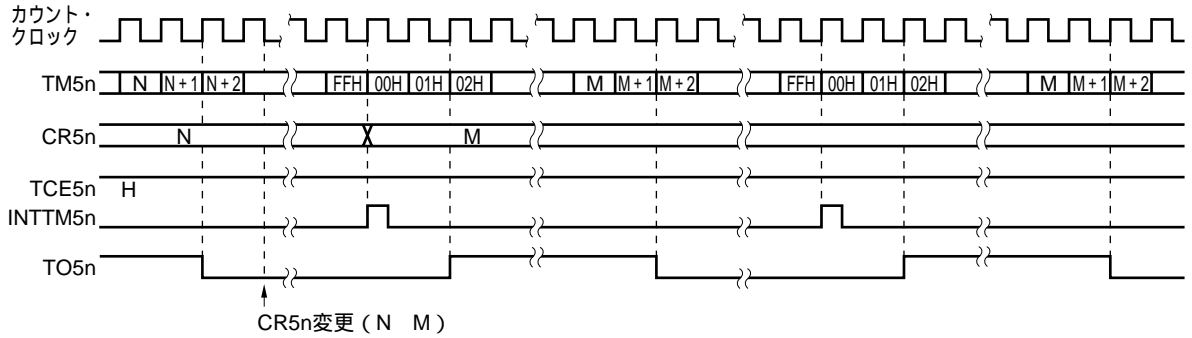 カウント・
クロック
TM5n N N+1 N+2 FFH 00H 01H 02H M M+1 M+2 FFH 00H 01H 02H M M+1 M+2
CR5n N M
TCE5n H
INTTM5n
TO5n
CR5n変更（N M）